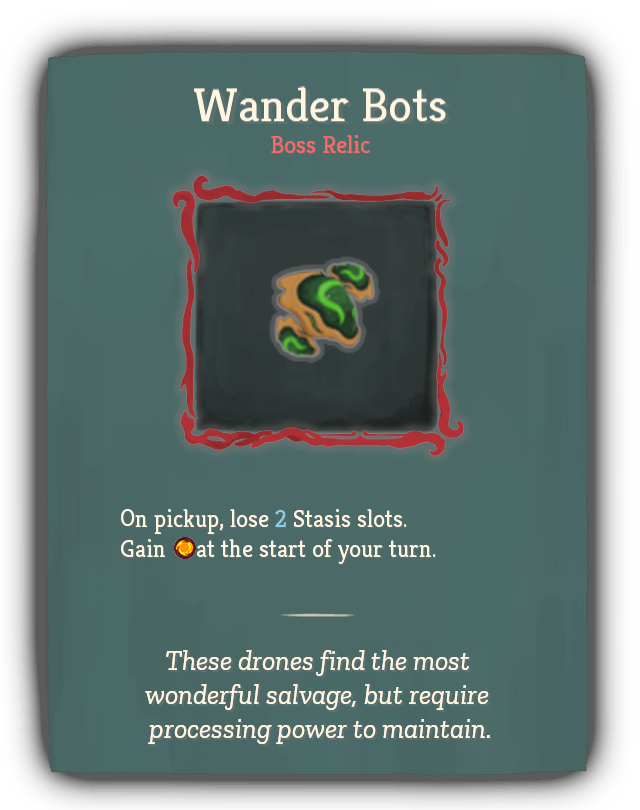 Wander Bots
Boss Relic
On pickup, lose 2 Stasis slots.
Gain at the start of your turn.
These drones find the most
wonderful salvage, but require
processing power to maintain.